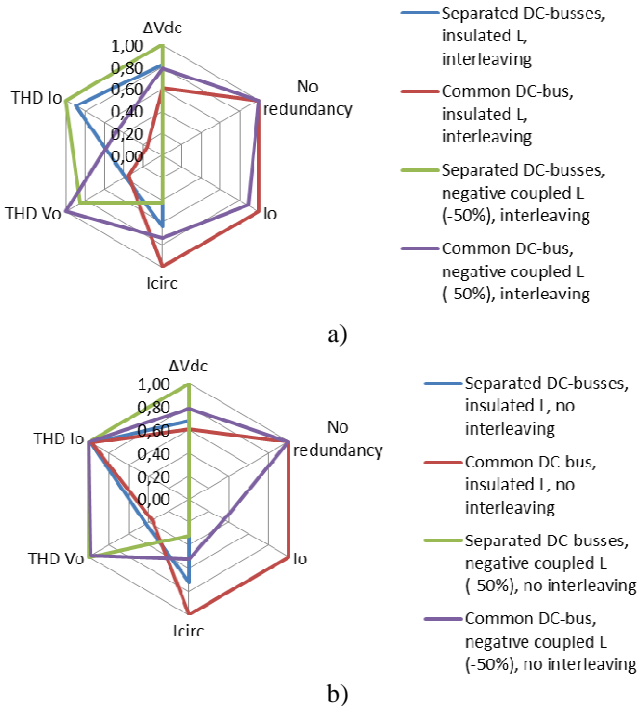 ΔVdc
1,00
0,80
0,60
0,40
0,20
0,00
No
redundancy
Io
Icirc
THD Vo
THD Io
Separated DC-busses,
insulated L,
interleaving
Common DC-bus,
insulated L,
interleaving
Separated DC-busses,
negative coupled L
(-50%), interleaving
Common DC-bus,
negative coupled L
( 50%), interleaving
a)
ΔVdc
1,00
0,80
0,60
0,40
0,20
0,00
No
redundancy
Io
Icirc
THD Vo
THD Io
Separated DC-busses,
insulated L, no
interleaving
Common DC bus,
insulated L, no
interleaving
Separated DC busses,
negative coupled L
( 50%), no interleaving
Common DC-bus,
negative coupled L
(-50%), no interleaving
b)